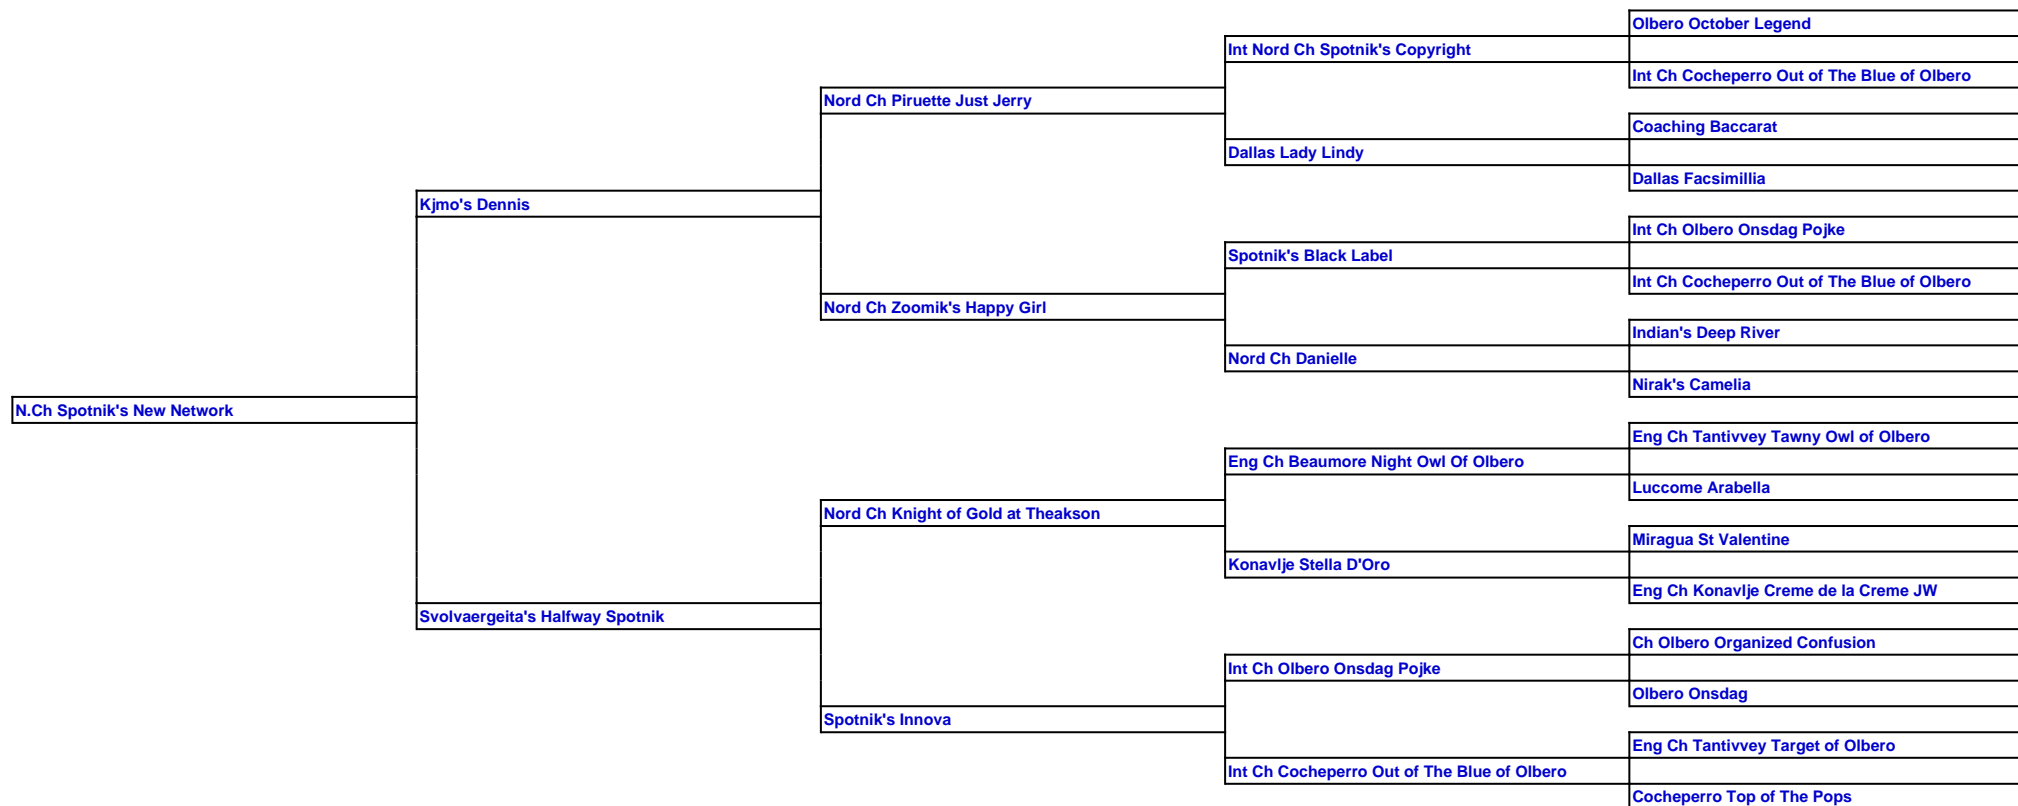 Olbero October Legend
Int Nord Ch Spotnik's Copyright
Int Ch Cocheperro Out of The Blue of Olbero
Nord Ch Piruette Just Jerry
Coaching Baccarat
Dallas Lady Lindy
Dallas Facsimillia
Kjmo's Dennis
Int Ch Olbero Onsdag Pojke
Spotnik's Black Label
Int Ch Cocheperro Out of The Blue of Olbero
Nord Ch Zoomik's Happy Girl
Indian's Deep River
Nord Ch Danielle
Nirak's Camelia
N.Ch Spotnik's New Network
Eng Ch Tantivvey Tawny Owl of Olbero
Eng Ch Beaumore Night Owl Of Olbero
Luccome Arabella
Nord Ch Knight of Gold at Theakson
Miragua St Valentine
Konavlje Stella D'Oro
Eng Ch Konavlje Creme de la Creme JW
Svolvaergeita's Halfway Spotnik
Ch Olbero Organized Confusion
Int Ch Olbero Onsdag Pojke
Olbero Onsdag
Spotnik's Innova
Eng Ch Tantivvey Target of Olbero
Int Ch Cocheperro Out of The Blue of Olbero
Cocheperro Top of The Pops